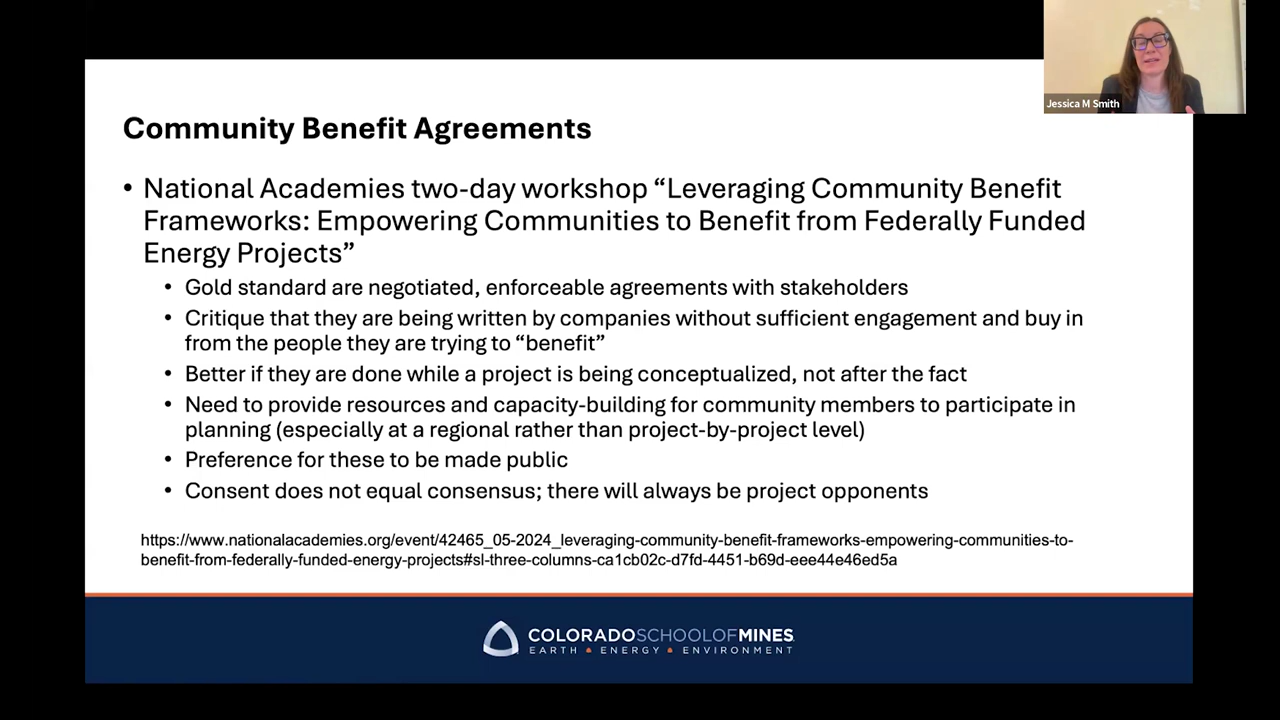 Jessica M Smith
Community Benefit Agreements
• National Academies two-day workshop “Leveraging Community Benefit
Frameworks: Empowering Communities to Benefit from Federally Funded
Energy Projects”
• Gold standard are negotiated, enforceable agreements with stakeholders
• Critique that they are being written by companies without sufficient engagement and buy in
from the people they are trying to “benefit”
• Better if they are done while a project is being conceptualized, not after the fact
• Need to provide resources and capacity-building for community members to participate in
planning (especially at a regional rather than project-by-project level)
• Preference for these to be made public
• Consent does not equal consensus; there will always be project opponents
https://www.nationalacademies.org/event/42465_05-2024_leveraging-community-benefit-frameworks-empowering-communities-to-
benefit-from-federally-funded-energy-projects#sl-three-columns-ca1cb02c-d7fd-4451-b69d-eee44e46ed5a
COLORADOSCHOOLOFMINES
EARTH • ENERGY • ENVIRONMENT